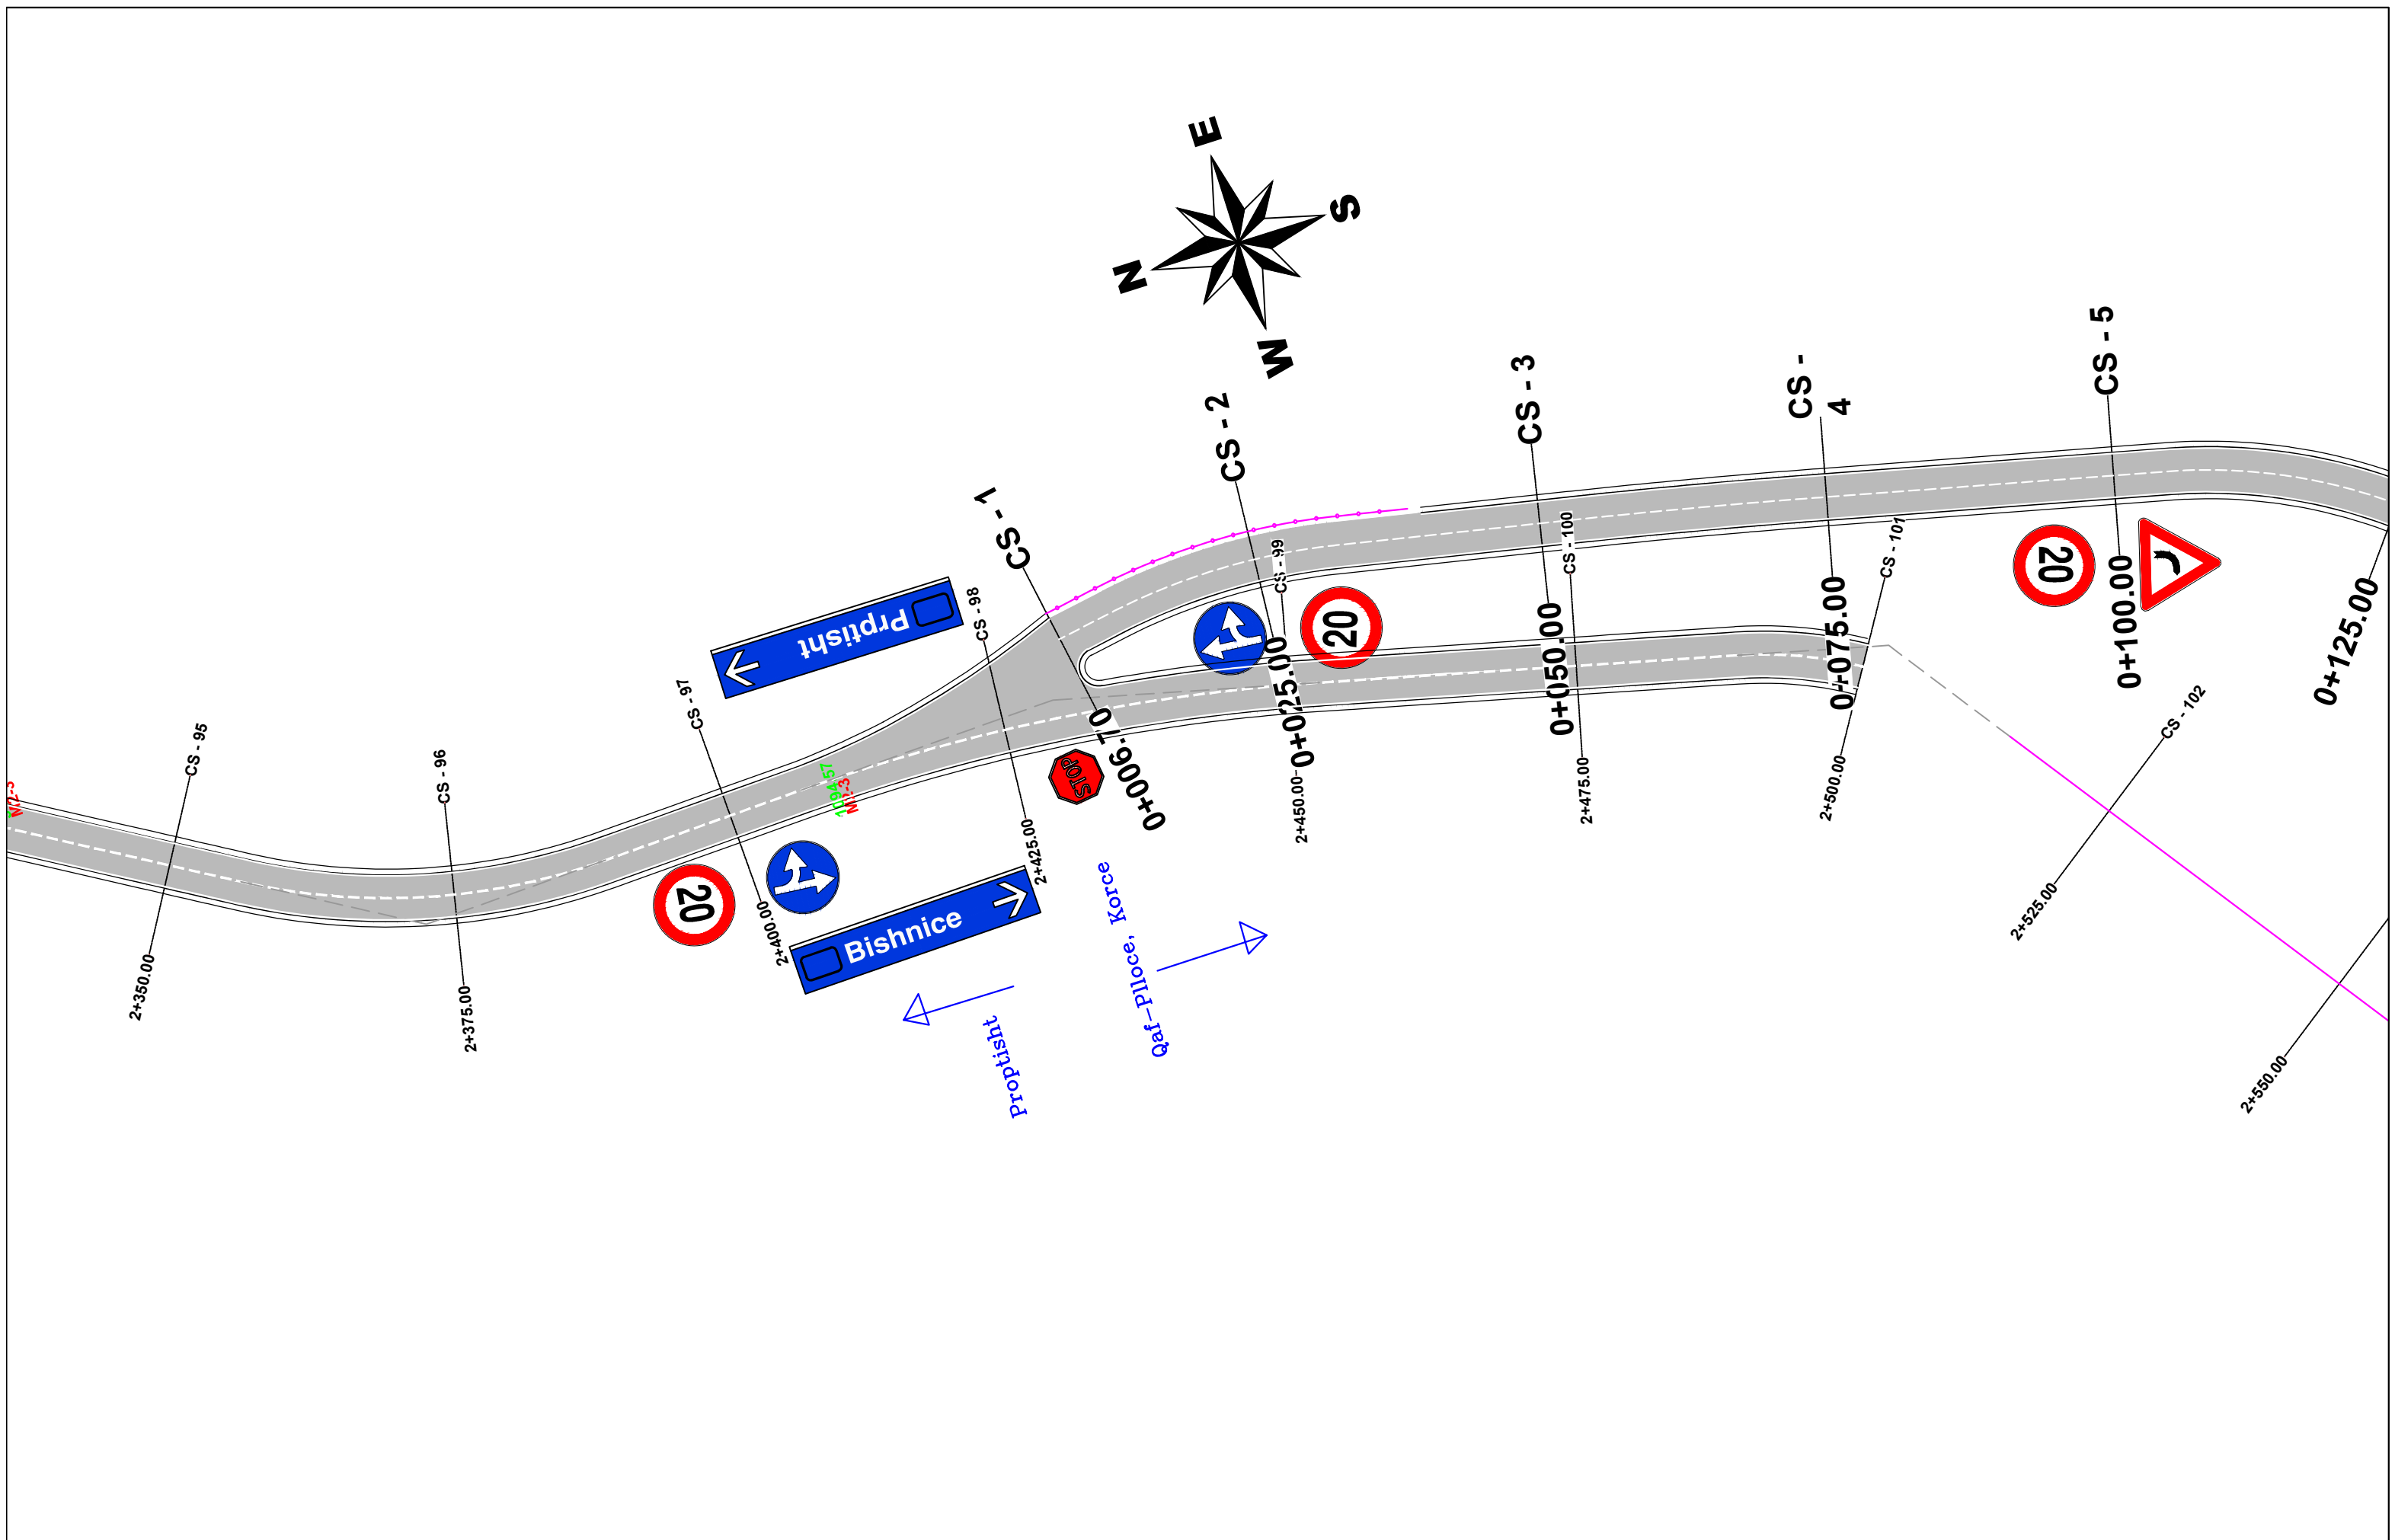 E
S
N
W
CS - 5
CS - 3
CS -
4
CS - 2
CS - 1
CS - 101
CS - 100
CS - 99
CS - 98
Prptisht
20
20
0+100.00
0+125.00
0+075.00
0+050.00
0+025.00
0+006.70
CS - 97
CS - 102
CS - 95
CS - 96
STOP
M2-3
2+450.00
2+475.00
2+500.00
2+425.00
20
Bishnice
2+400.00
Qaf-Plloce, Korce
2+525.00
2+350.00
2+375.00
Proptisht
2+550.00